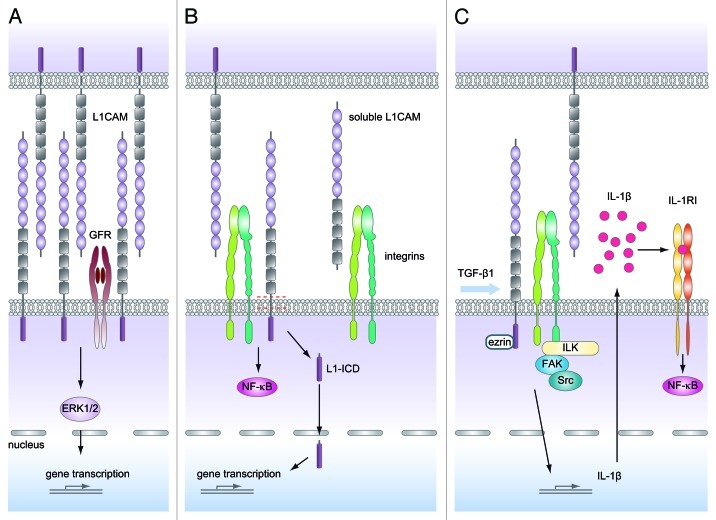 A
L1CAM
GFR
ERK1/2
nucleus
gene transcription
B
soluble L1CAM
integrins
NF-κB
L1-ICD
gene transcription
C
IL-1β
IL-1RI
TGF-β1
ezrin
ILK
FAK
Src
NF-κB
IL-1β